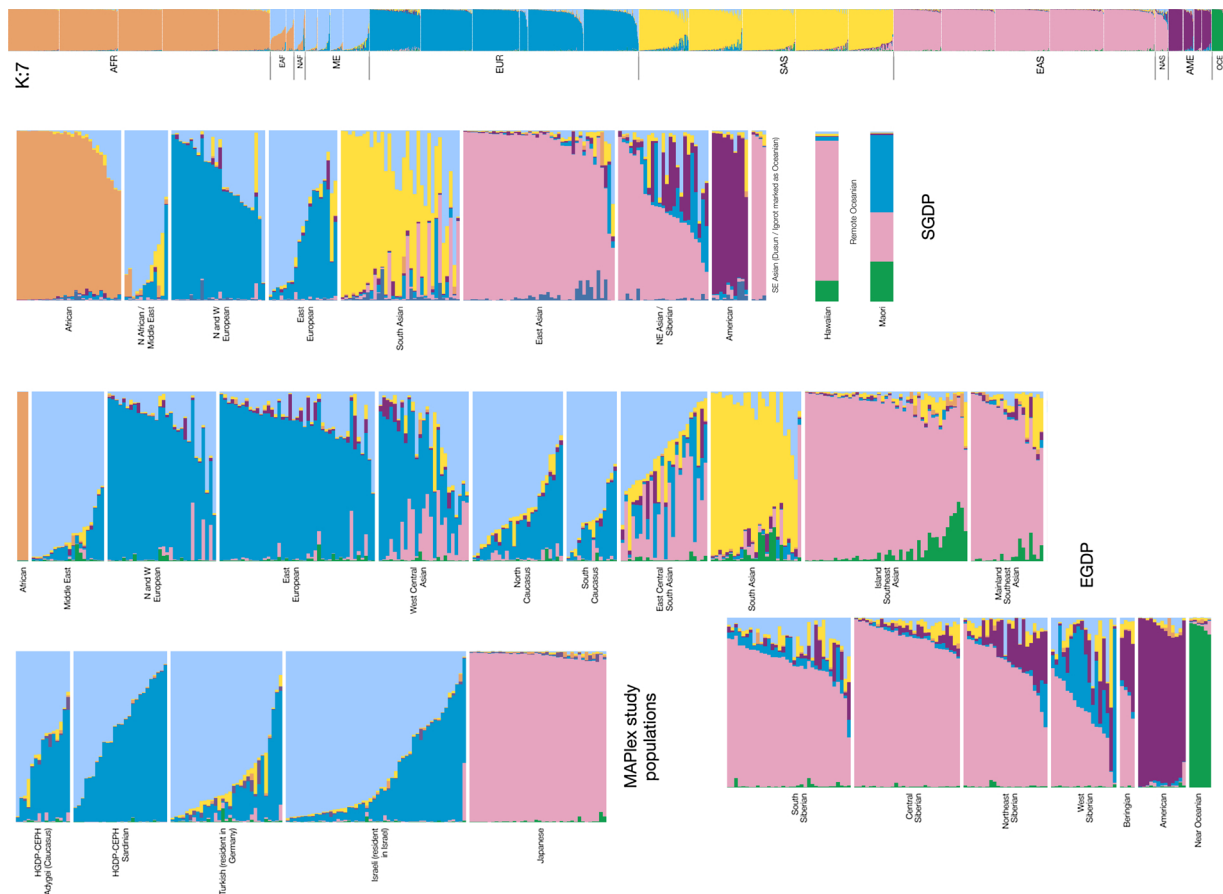 K:7
AFR
EAF
NAF
ME
EUR
SAS
EAS
NAS
AME
OCE
African
N African /
Middle East
N and W
European
East
European
South Asian
East Asian
NE Asian /
Siberian
American
SE Asian (Dusun / Igorot marked as Oceanian)
Hawaiian
Remote Oceanian
Maori
SGDP
African
Middle East
N and W
European
East
European
West Central
Asian
North
Caucasus
South
Caucasus
East Central
South Asian
South Asian
Island
Southeast
Asian
Mainland
Southeast
Asian
EGDP
South
Siberian
Central
Siberian
Northeast
Siberian
West
Siberian
Beringian
American
Near Oceanian
HGDP-CEPH
Adygei (Caucasus)
HGDP-CEPH
Sardinian
Turkish (resident in
Germany)
Israeli (resident
in Israel)
Japanese
MAPlex study
populations